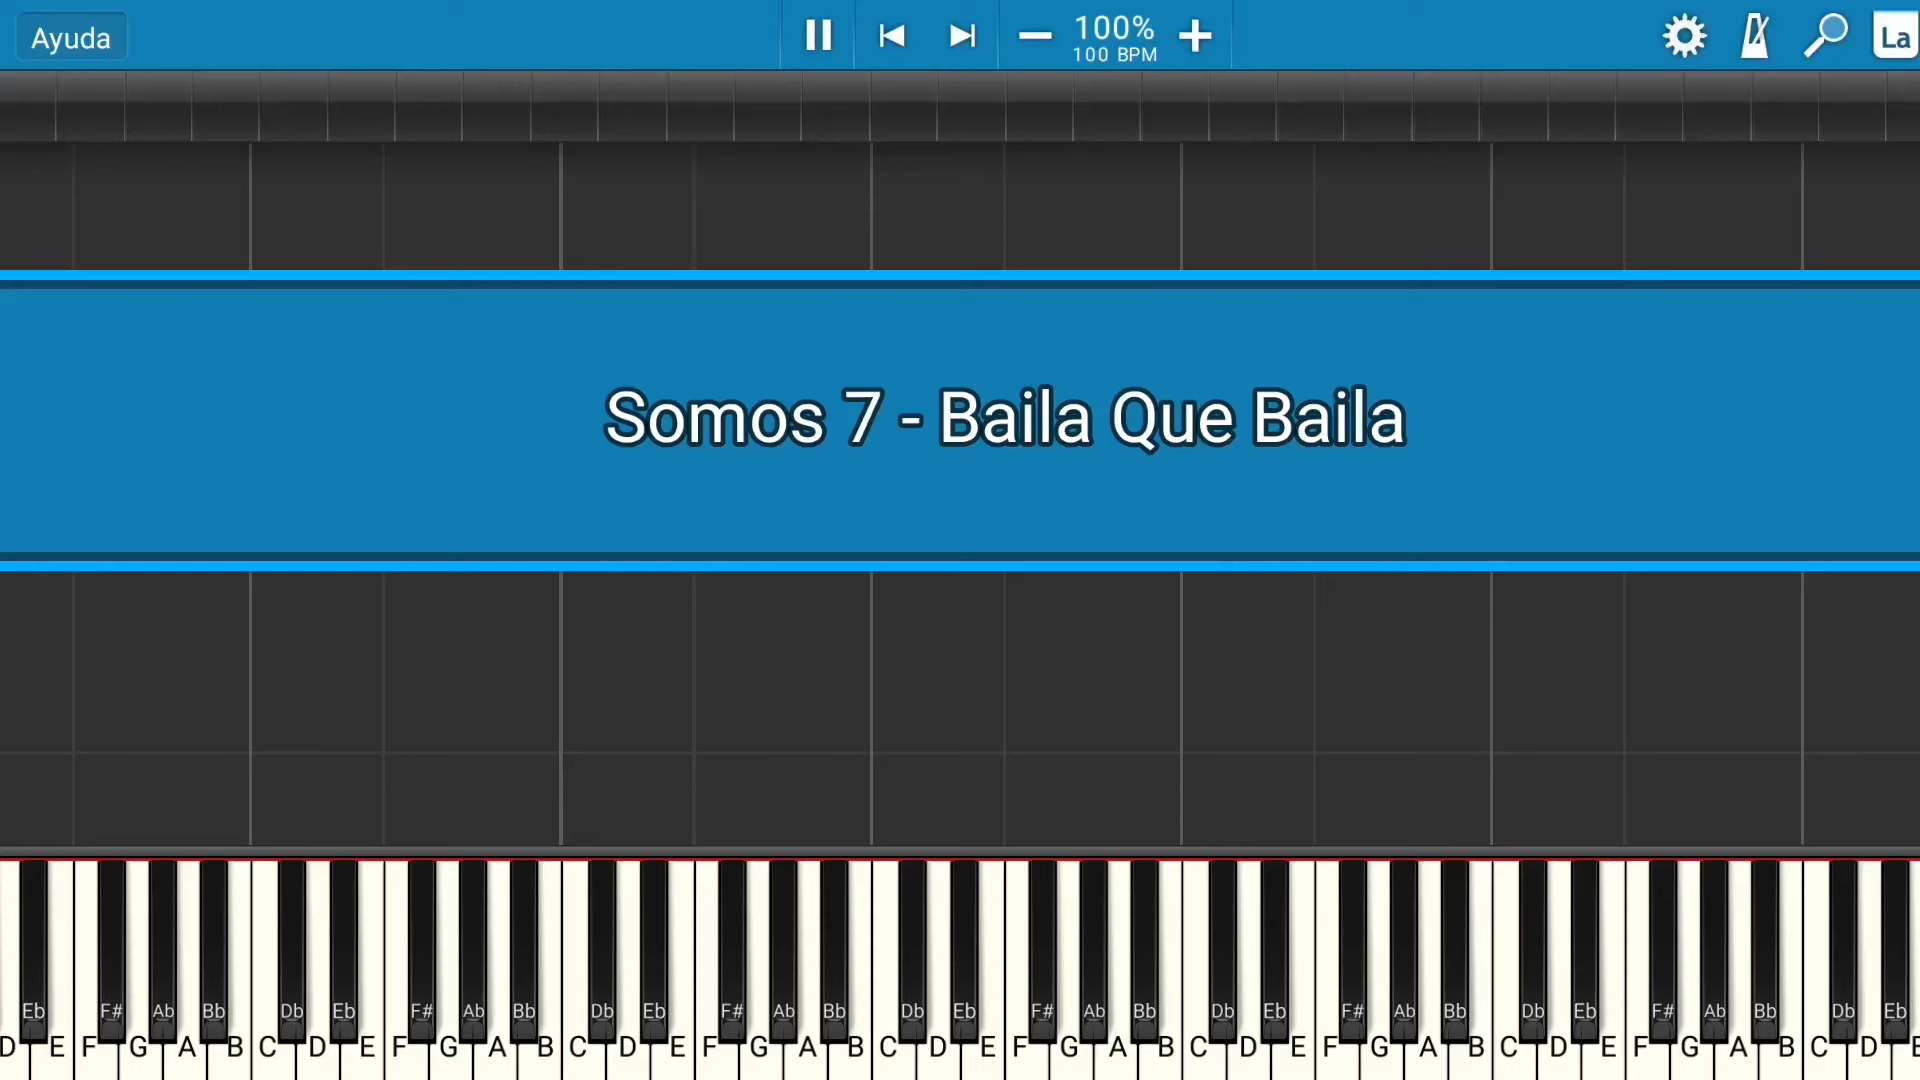 Ayuda
100%
100 BPM
La
Somos 7 - Baila Que Baila
Eb F# Ab Bb Db Eb F# Ab Bb Db Eb F# Ab Bb Db Eb F# Ab Bb Db Eb F# Ab Bb Db Eb F# Ab Bb Db Eb
D E F G A B C D E F G A B C D E F G A B C D E F G A B C D E F G A B C D E F G A B C D E